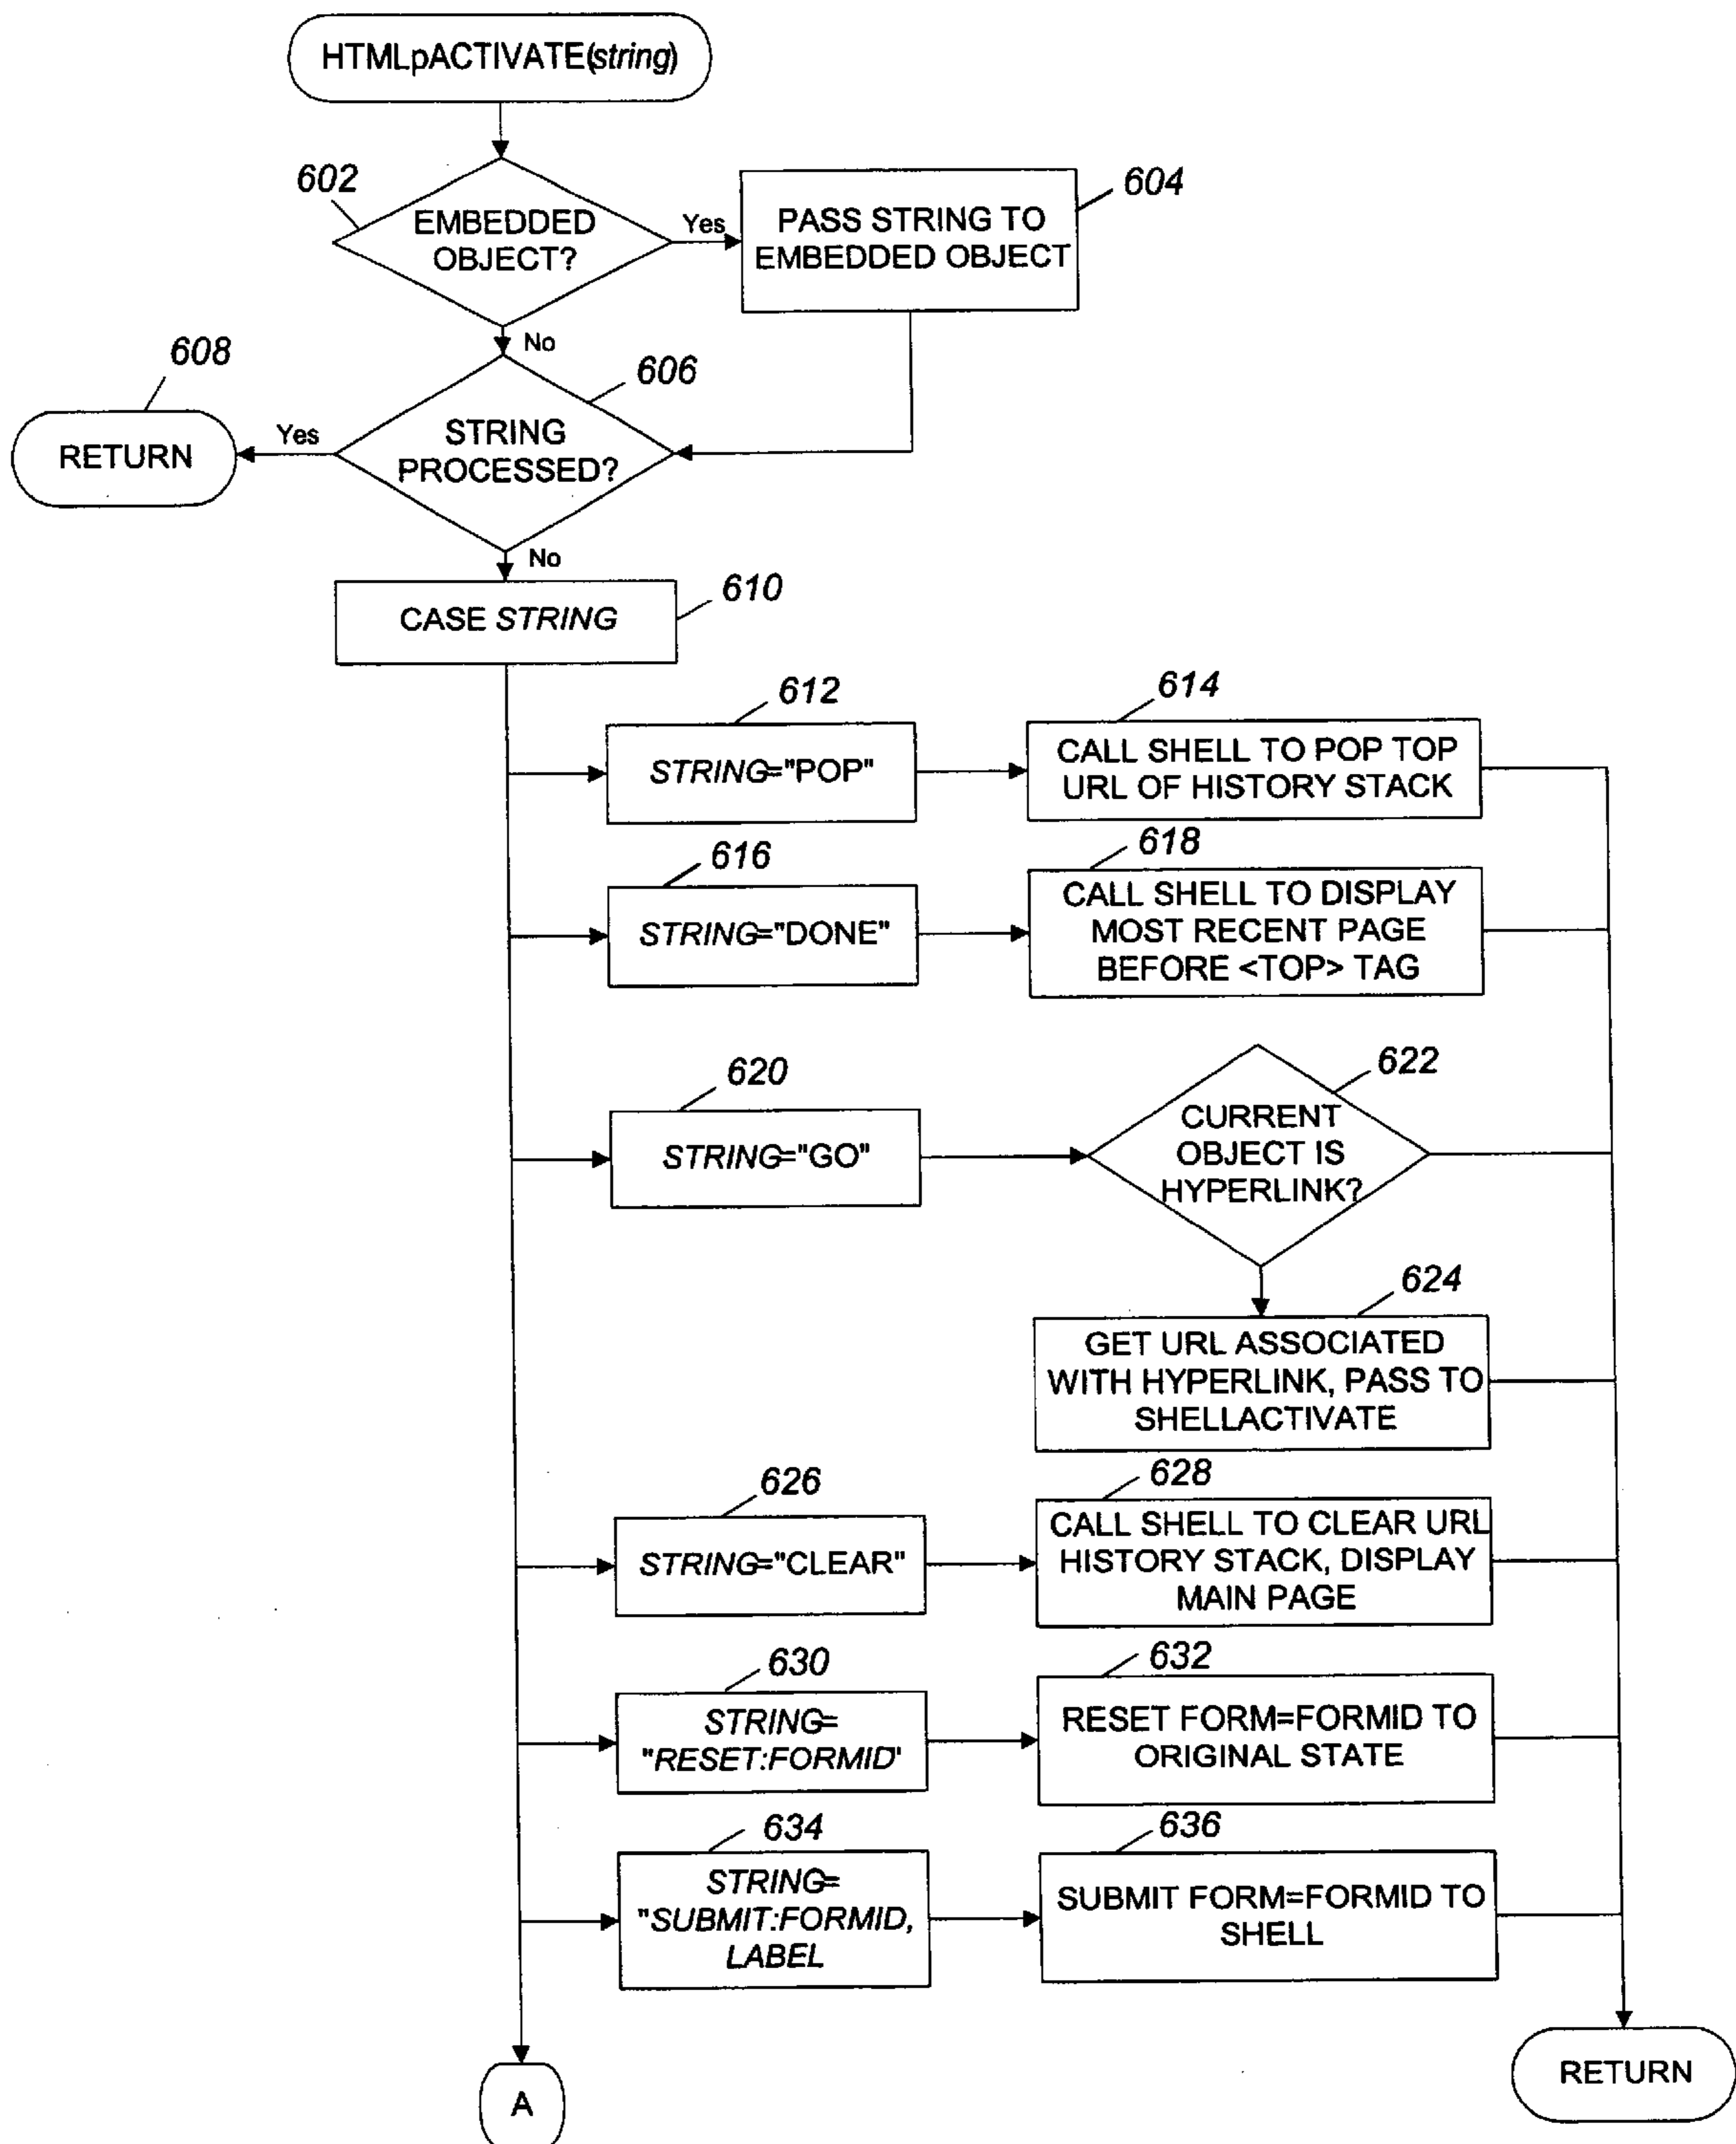 HTMLpACTIVATE(string)
602
EMBEDDED
OBJECT?
Yes
PASS STRING TO
EMBEDDED OBJECT
604
No
608
606
RETURN
Yes
STRING
PROCESSED?
No
CASE STRING
610
612
614
STRING="POP"
CALL SHELL TO POP TOP
URL OF HISTORY STACK
616
618
STRING="DONE"
CALL SHELL TO DISPLAY
MOST RECENT PAGE
BEFORE <TOP> TAG
620
622
STRING="GO"
CURRENT
OBJECT IS
HYPERLINK?
624
GET URL ASSOCIATED
WITH HYPERLINK, PASS TO
SHELLACTIVATE
626
628
STRING="CLEAR"
CALL SHELL TO CLEAR URL
HISTORY STACK, DISPLAY
MAIN PAGE
630
632
STRING=
"RESET:FORMID"
RESET FORM=FORMID TO
ORIGINAL STATE
634
636
STRING=
"SUBMIT:FORMID,
LABEL
SUBMIT FORM=FORMID TO
SHELL
A
RETURN